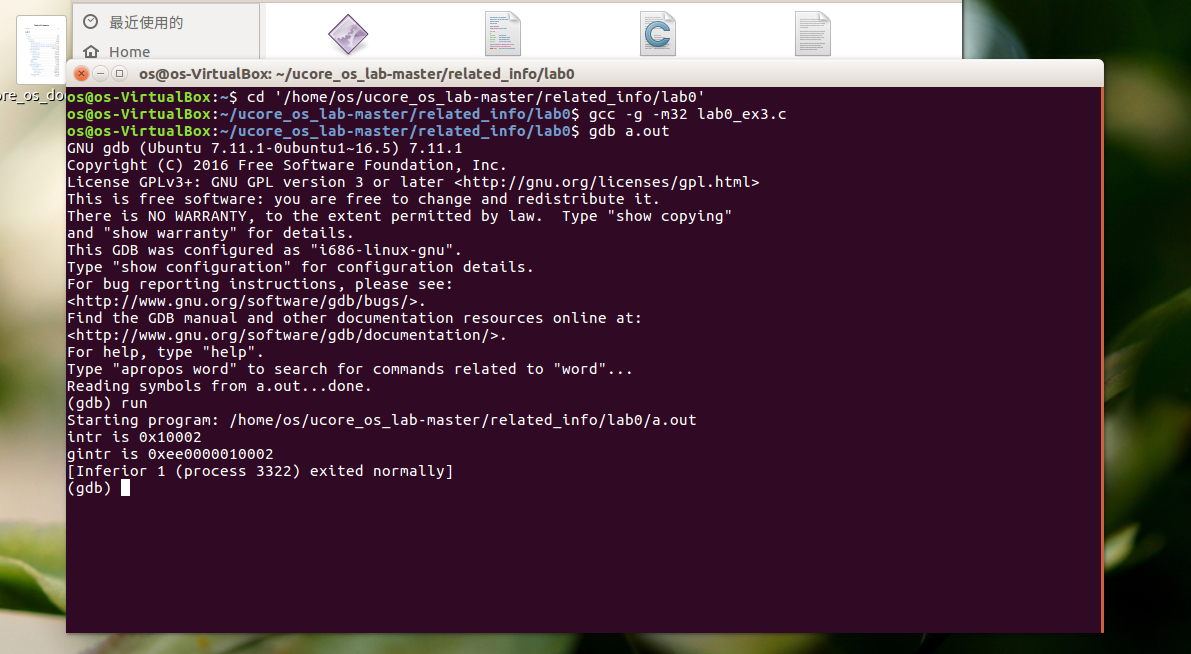 最近使用的
Home
re_os_do
os@os-VirtualBox: ~/ucore_os_lab-master/related_info/lab0
os@os-VirtualBox:~$ cd '/home/os/ucore_os_lab-master/related_info/lab0'
os@os-VirtualBox:~/ucore_os_lab-master/related_info/lab0$ gcc -g -m32 lab0_ex3.c
os@os-VirtualBox:~/ucore_os_lab-master/related_info/lab0$ gdb a.out
GNU gdb (Ubuntu 7.11.1-0ubuntu1~16.5) 7.11.1
Copyright (C) 2016 Free Software Foundation, Inc.
License GPLv3+: GNU GPL version 3 or later <http://gnu.org/licenses/gpl.html>
This is free software: you are free to change and redistribute it.
There is NO WARRANTY, to the extent permitted by law.  Type "show copying"
and "show warranty" for details.
This GDB was configured as "i686-linux-gnu".
Type "show configuration" for configuration details.
For bug reporting instructions, please see:
<http://www.gnu.org/software/gdb/bugs/>.
Find the GDB manual and other documentation resources online at:
<http://www.gnu.org/software/gdb/documentation/>.
For help, type "help".
Type "apropos word" to search for commands related to "word"...
Reading symbols from a.out...done.
(gdb) run
Starting program: /home/os/ucore_os_lab-master/related_info/lab0/a.out
intr is 0x10002
gintr is 0xee0000010002
[Inferior 1 (process 3322) exited normally]
(gdb)